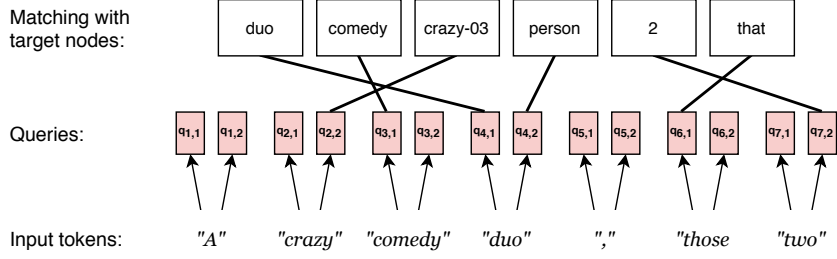 Matching with
target nodes:
duo comedy crazy-03 person 2 that
Queries: q1,1 q1,2 q2,1 q2,2 q3,1 q3,2 q4,1 q4,2 q5,1 q5,2 q6,1 q6,2 q7,1 q7,2
Input tokens: "A" "crazy" "comedy" "duo" "," "those "two"